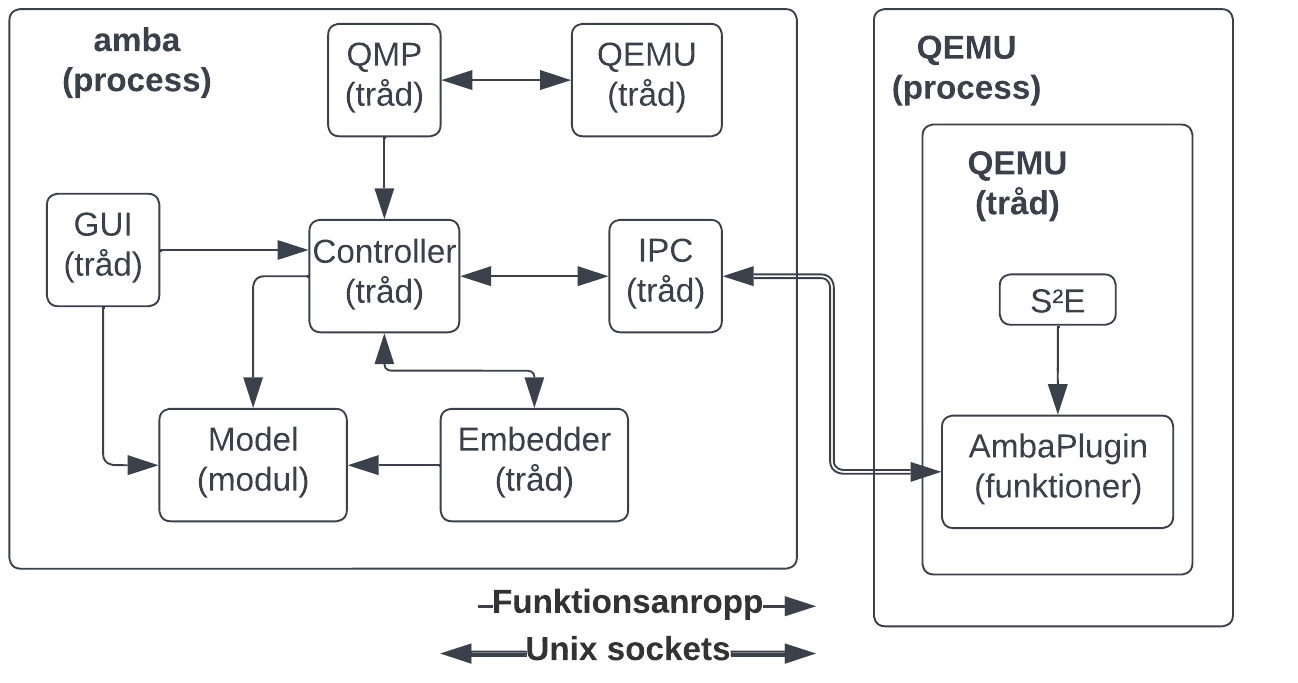 amba
(process)
QMP
(tråd)
QEMU
(tråd)
GUI
(tråd)
Controller
(tråd)
IPC
(tråd)
Model
(modul)
Embedder
(tråd)
QEMU
(process)
QEMU
(tråd)
S²E
AmbaPlugin
(funktioner)
Funktionsanropp
Unix sockets